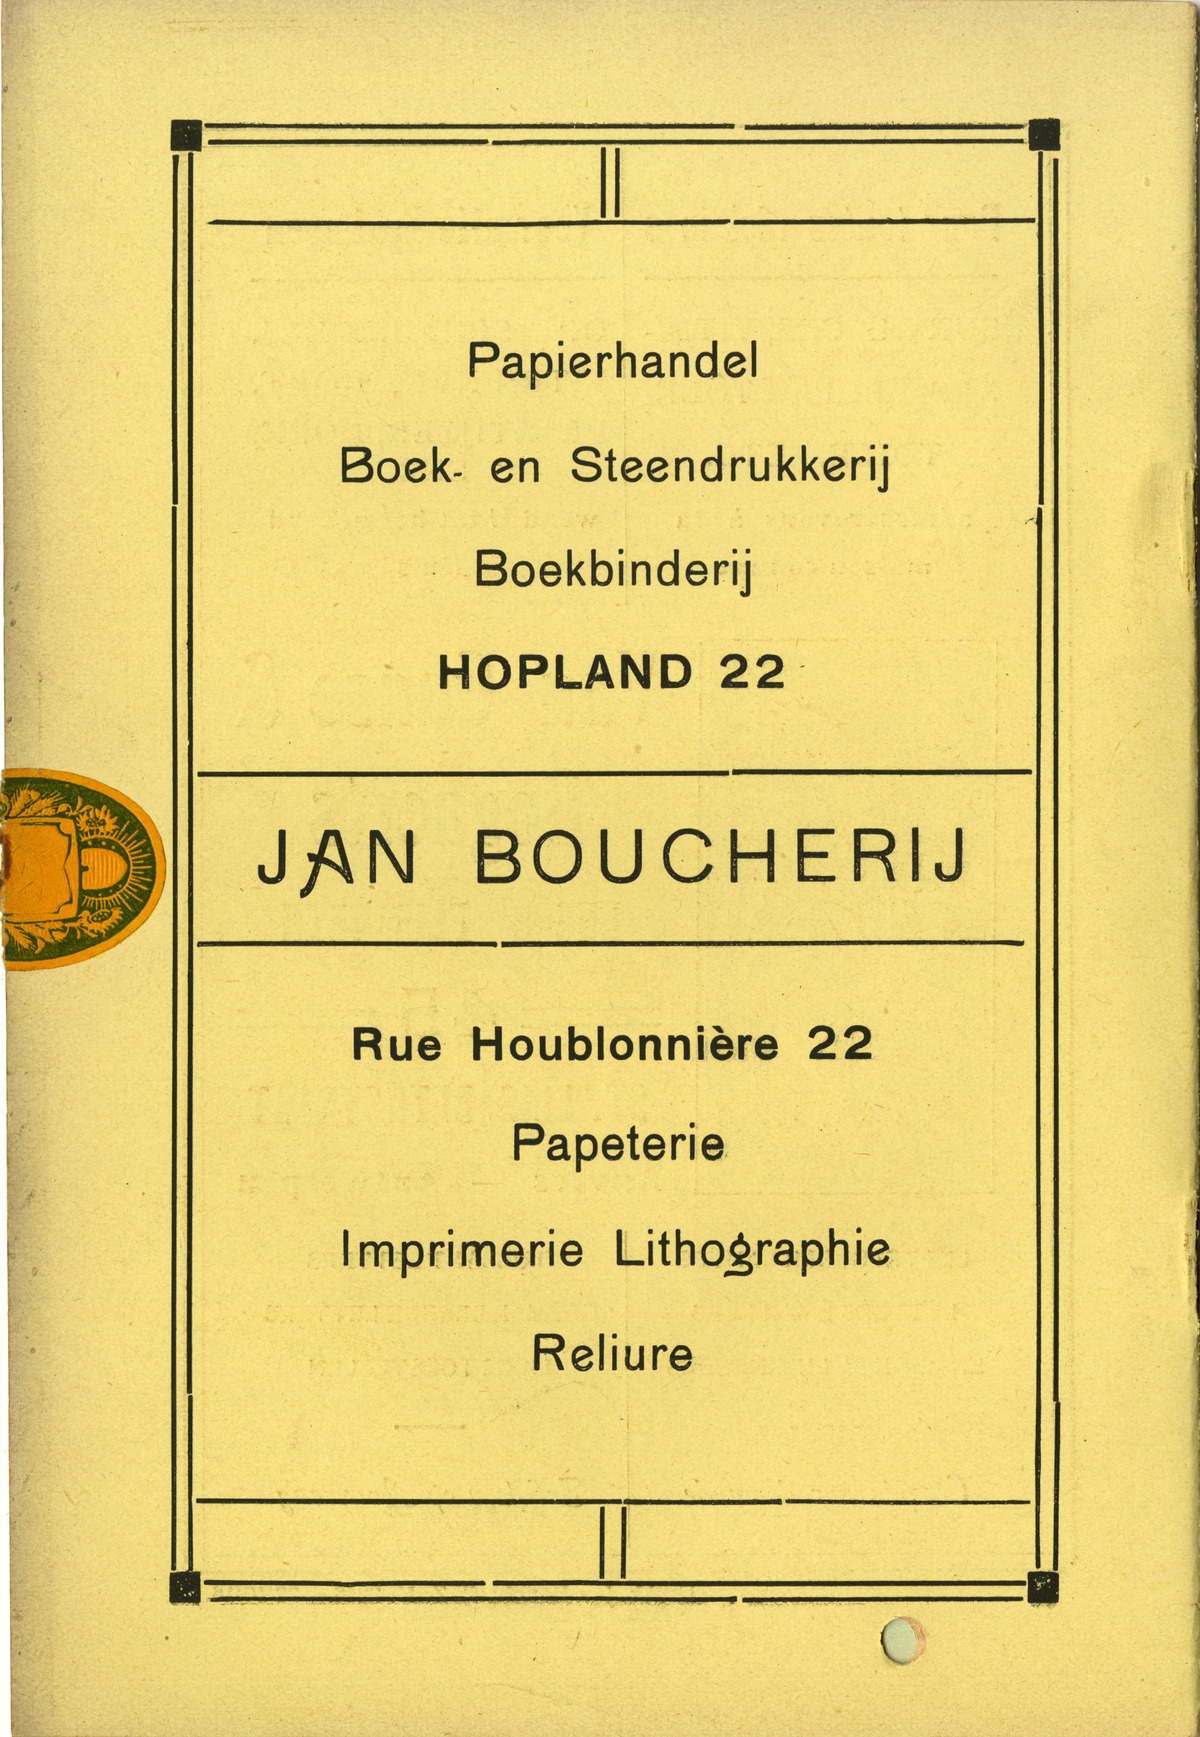 Papierhandel
Boek- en Steendrukkerij
Boekbinderij
HOPLAND 22
JAN BOUCHERIJ
Rue Houblonnière 22
Papeterie
Imprimerie Lithographie
Reliure